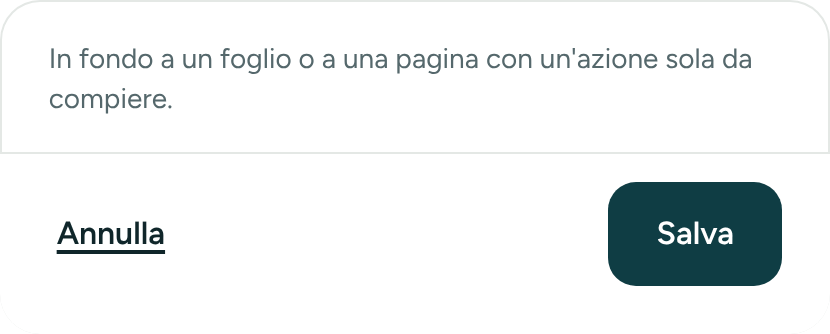 In fondo a un foglio o a una pagina con un'azione sola da
compiere.
Annulla
Salva